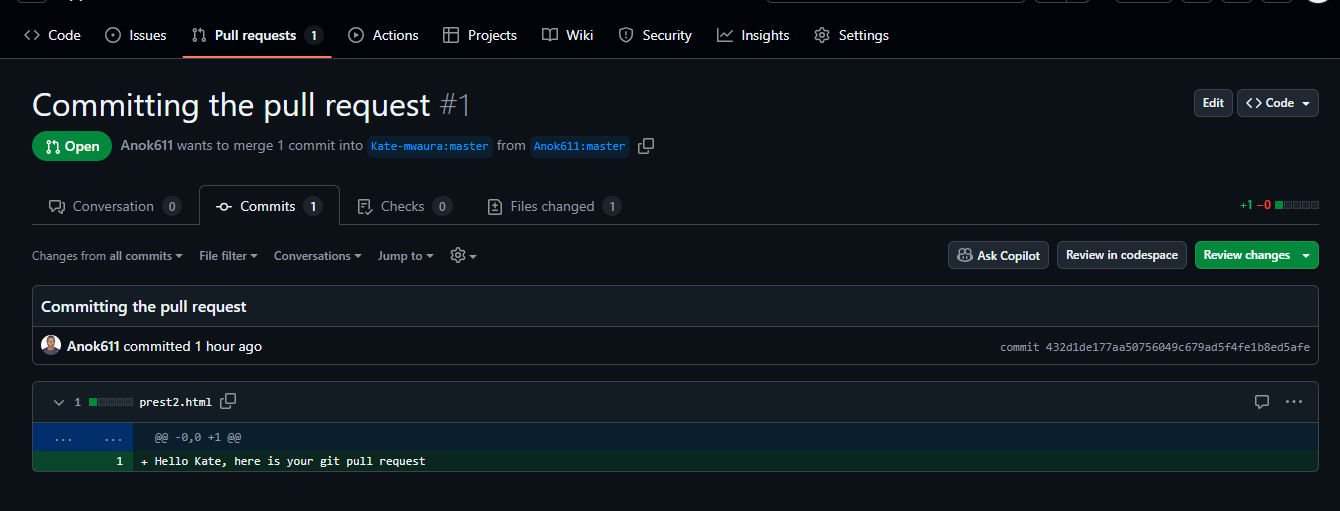 Code Issues Pull requests 1 Actions Projects Wiki Security Insights Settings
Committing the pull request #1
Edit Code
Open Anok611 wants to merge 1 commit into Kate-mwaura:master from Anok611:master
Conversation 0 Commits 1 Checks 0 Files changed 1
+1 −0
Changes from all commits File filter Conversations Jump to
Ask Copilot Review in codespace Review changes
Committing the pull request
Anok611 committed 1 hour ago
commit 432d1de177aa50756049c679ad5f4fe1b8ed5afe
1 prest2.html
... ... @@ -0,0 +1 @@
1 + Hello Kate, here is your git pull request